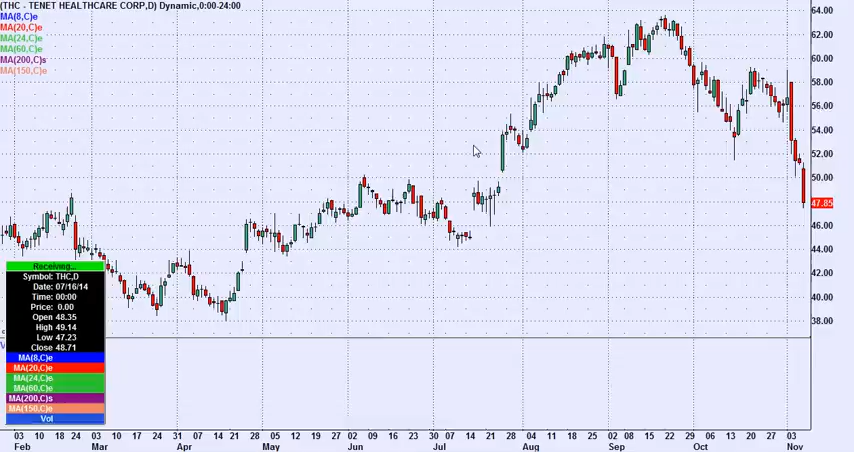 (THC - TENET HEALTHCARE CORP,D) Dynamic,0:00-24:00
MA(8,C)e
MA(20,C)e
MA(24,C)e
MA(60,C)e
MA(200,C)s
MA(150,C)e
64.00
62.00
60.00
58.00
56.00
54.00
52.00
50.00
47.85
46.00
44.00
42.00
40.00
38.00
Receiving...
Symbol: THC,D
Date: 07/16/14
Time: 00:00
Price: 0.00
Open 48.35
High 49.14
Low 47.23
Close 48.71
MA(8,C)e
MA(20,C)e
MA(24,C)e
MA(60,C)e
MA(200,C)s
MA(150,C)e
Vol
03 10 18 24 03 10 17 24 31 07 14 21 28 05 12 19 27 02 09 16 23 30 07 14 21 28 04 11 18 25 02 08 15 22 29 06 13 20 27 03
Feb Mar Apr May Jun Jul Aug Sep Oct Nov